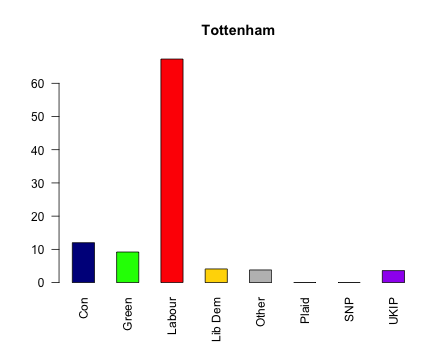 Tottenham
60
50
40
30
20
10
0
Con
Green
Labour
Lib Dem
Other
Plaid
SNP
UKIP